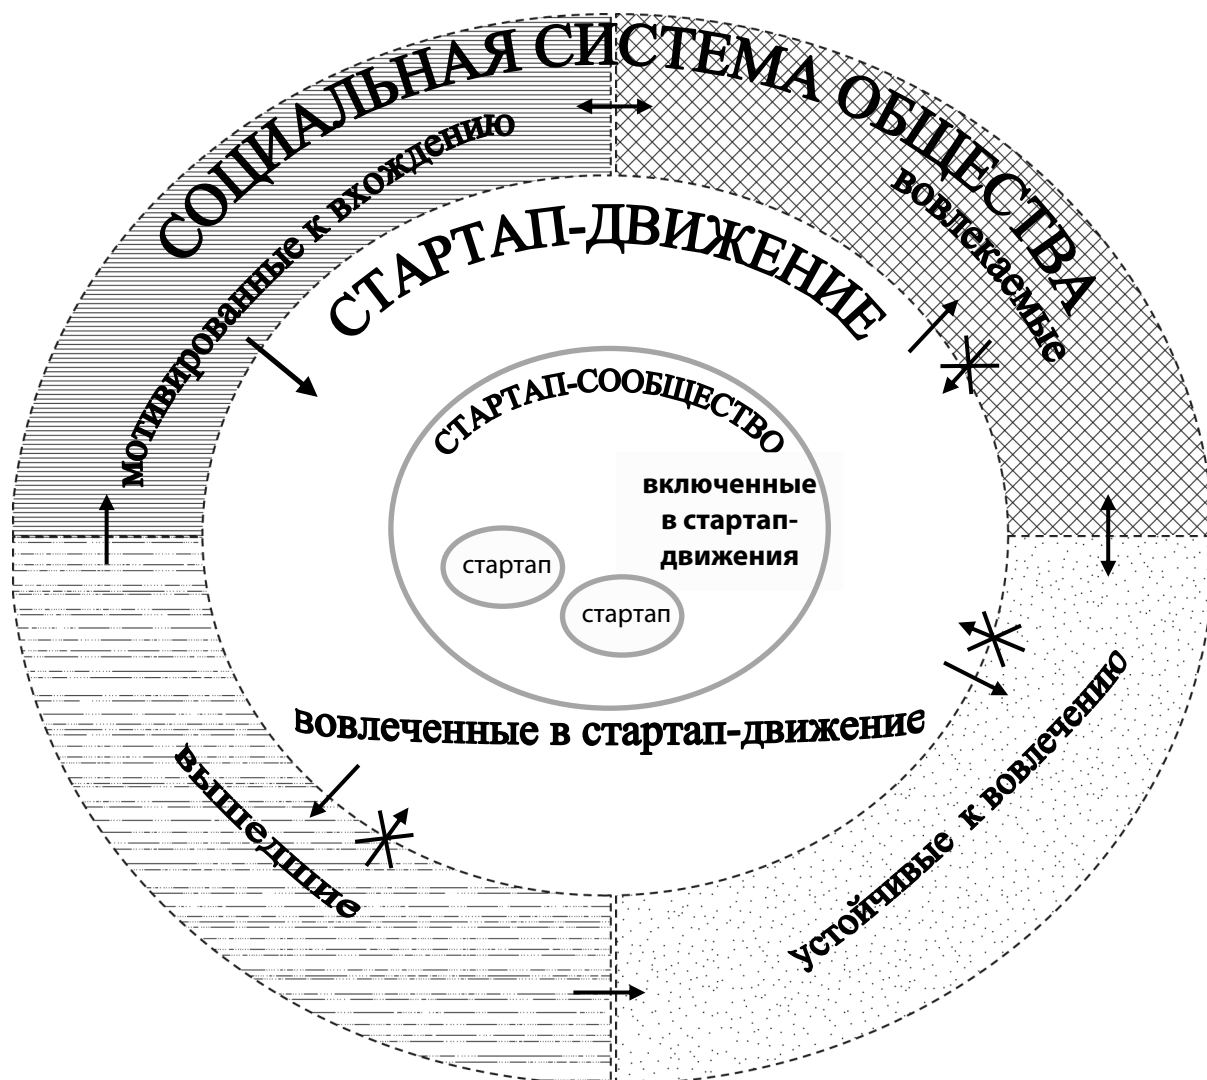 СОЦИАЛЬНАЯ СИСТЕМА ОБЩЕСТВА
мотивированные к вхождению
вовлекаемые
СТАРТАП-ДВИЖЕНИЕ
СТАРТАП-СООБЩЕСТВО
включенные
в стартап-
движения
стартап
стартап
вовлеченные в стартап-движение
вышедшие
устойчивые к вовлечению